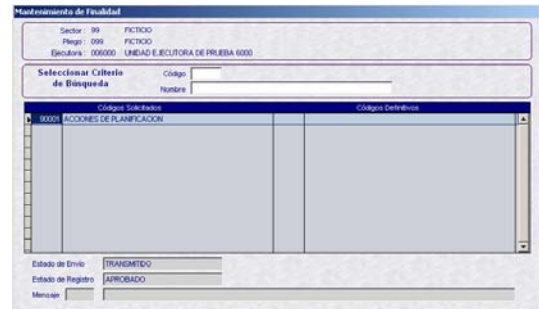 Mantenimiento de Finalidad
Sector : 99 FICTICIO
Pliego : 099 FICTICIO
Ejecutora : 006000 UNIDAD EJECUTORA DE PRUEBA 6000
Seleccionar Criterio de Búsqueda
Código
Nombre
Códigos Solicitados Códigos Definitivos
90001 ACCIONES DE PLANIFICACION
Estado de Envío TRANSMITIDO
Estado de Registro APROBADO
Mensaje